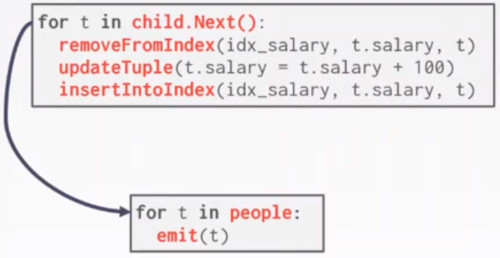 for t in child.Next():
removeFromIndex(idx_salary, t.salary, t)
updateTuple(t.salary = t.salary + 100)
insertIntoIndex(idx_salary, t.salary, t)
for t in people:
emit(t)